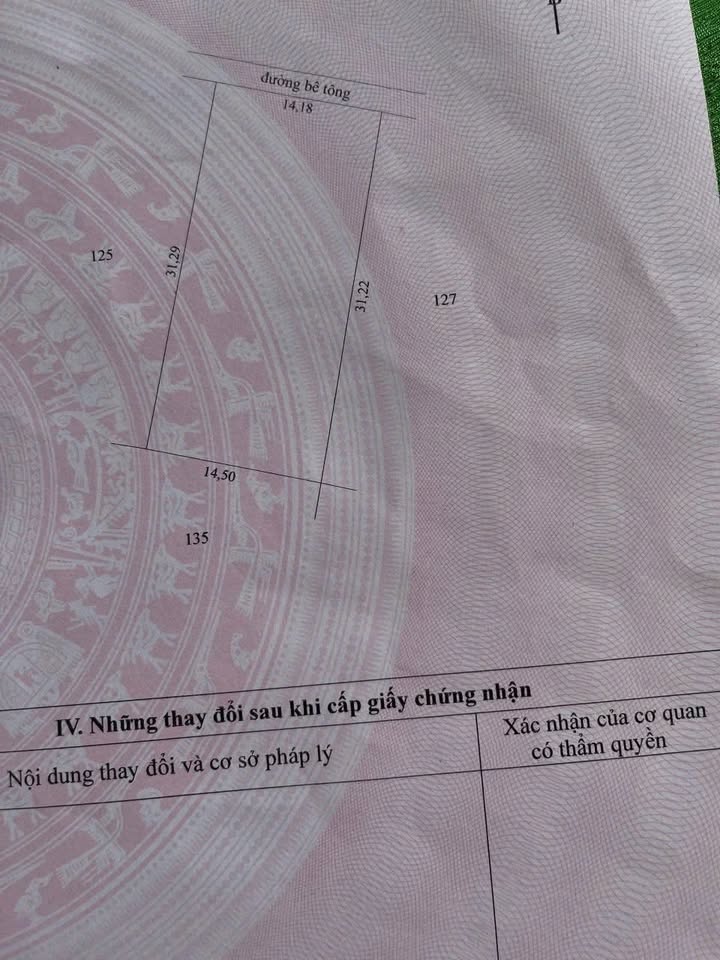 đường bê tông
14,18
125
31,29
31,22
127
14,50
135
IV. Những thay đổi sau khi cấp giấy chứng nhận
Nội dung thay đổi và cơ sở pháp lý
Xác nhận của cơ quan
có thẩm quyền